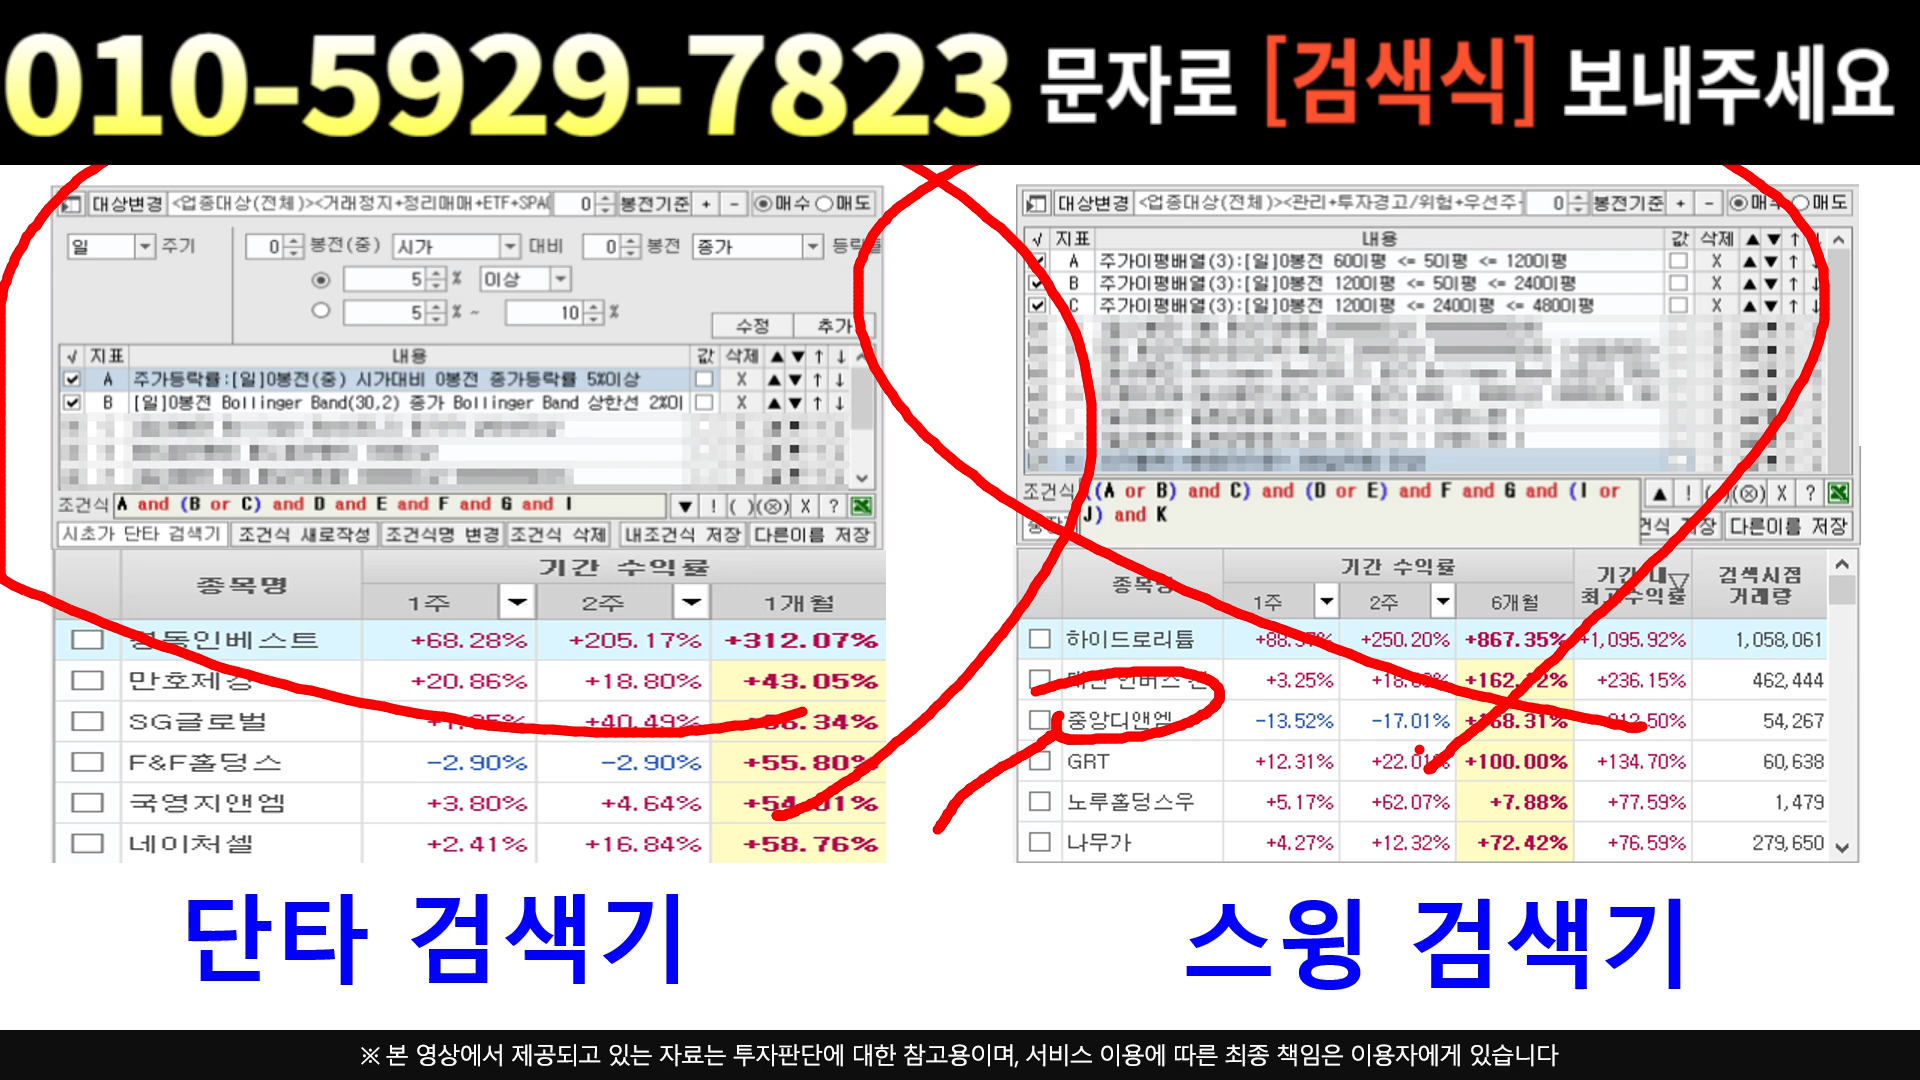 010-5929-7823 문자로 [검색식] 보내주세요
대상변경 <업종대상(전체)><거래정지+정리매매+ETF+SPA 0 봉전기준 + - 매수 매도
일 주기 0 봉전(중) 시가 대비 0 봉전 종가
5 % 이상
5 % ~ 10 %
수정 추가
√ 지표 내용 값 삭제 ▲ ▼ ↑ ↓
A 주가등락률:[일]0봉전(중) 시가대비 0봉전 종가등락률 5%이상 X ▲ ▼ ↑ ↓
B [일]0봉전 Bollinger Band(30,2) 종가 Bollinger Band 상한선 2%이 X ▲ ▼ ↑ ↓
조건식 A and (B or C) and D and E and F and G and I ▼ ! ( ) (⊗) X ?
시초가 단타 검색기 조건식 새로작성 조건식명 변경 조건식 삭제 내조건식 저장 다른이름 저장
종목명 기간 수익률
1주 2주 1개월
인베스트 +68.28% +205.17% +312.07%
만호제강 +20.86% +18.80% +43.05%
SG글로벌 +40.49%
F&F홀딩스 -2.90% -2.90% +55.80%
국영지앤엠 +3.80% +4.64%
네이처셀 +2.41% +16.84% +58.76%
단타 검색기
대상변경 <업종대상(전체)><관리+투자경고/위험+우선주+ 0 봉전기준 + - 매수 매도
√ 지표 내용 값 삭제 ▲ ▼ ↑
A 주가이평배열(3):[일]0봉전 60이평 <= 5이평 <= 120이평 X ▲ ▼ ↑ ↓
B 주가이평배열(3):[일]0봉전 120이평 <= 5이평 <= 240이평 X ▲ ▼ ↑ ↓
C 주가이평배열(3):[일]0봉전 120이평 <= 240이평 <= 480이평 X ▲ ▼ ↑ ↓
조건식 ((A or B) and C) and (D or E) and F and G and (I or ▲ ! ( ) (⊗) X ?
J) and K
저장 다른이름 저장
종목명 기간 수익률 기간 내 최고수익률 검색시점 거래량
1주 2주 6개월
하이드로리튬 +250.20% +867.35% +1,095.92% 1,058,061
+3.25% +236.15% 462,444
중앙디앤엠 -13.52% -17.01% 54,267
GRT +12.31% +100.00% +134.70% 60,638
노루홀딩스우 +5.17% +62.07% +7.88% +77.59% 1,479
나무가 +4.27% +12.32% +72.42% +76.59% 279,650
스윙 검색기
※ 본 영상에서 제공되고 있는 자료는 투자판단에 대한 참고용이며, 서비스 이용에 따른 최종 책임은 이용자에게 있습니다